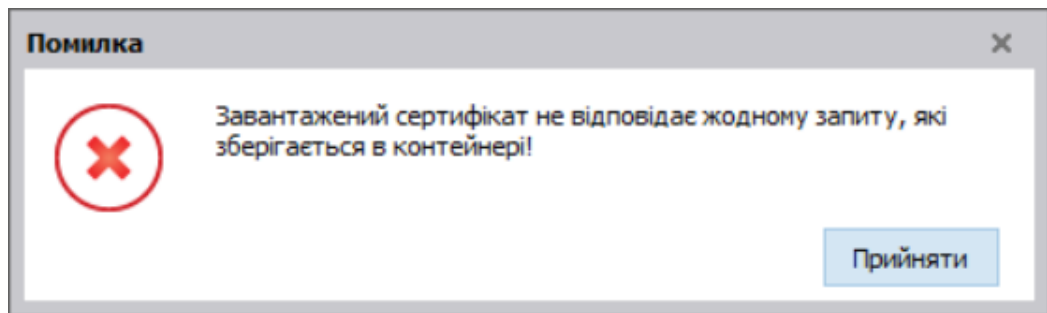 Помилка
Завантажений сертифікат не відповідає жодному запиту, які
зберігається в контейнері!
Прийняти